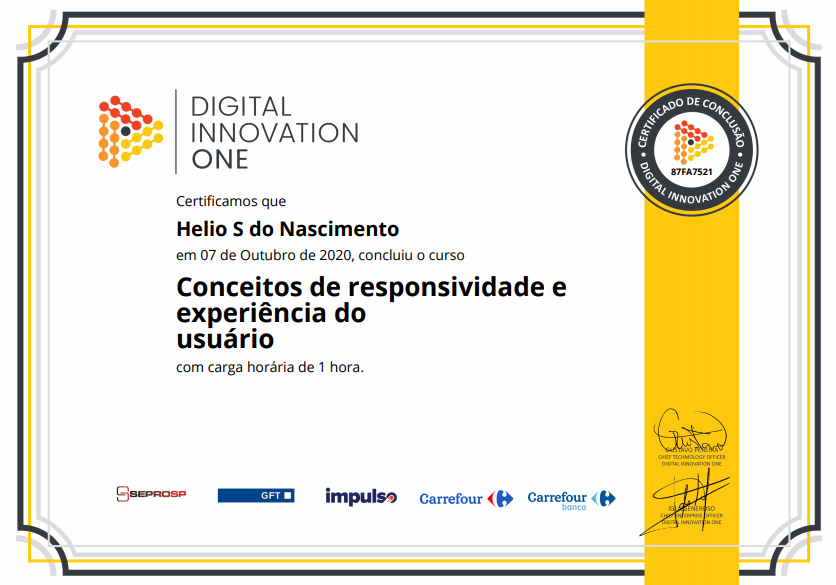 DIGITAL
INNOVATION
ONE
CERTIFICADO DE CONCLUSÃO
87FA7521
DIGITAL INNOVATION ONE
Certificamos que
Helio S do Nascimento
em 07 de Outubro de 2020, concluiu o curso
Conceitos de responsividade e
experiência do
usuário
com carga horária de 1 hora.
SEPROSP
GFT
impulso
Carrefour
Carrefour
banco
GUSTAVO PEREIRA
CHIEF TECHNOLOGY OFFICER
DIGITAL INNOVATION ONE
GENEROSO
CHIEF ENTERPRISE OFFICER
DIGITAL INNOVATION ONE